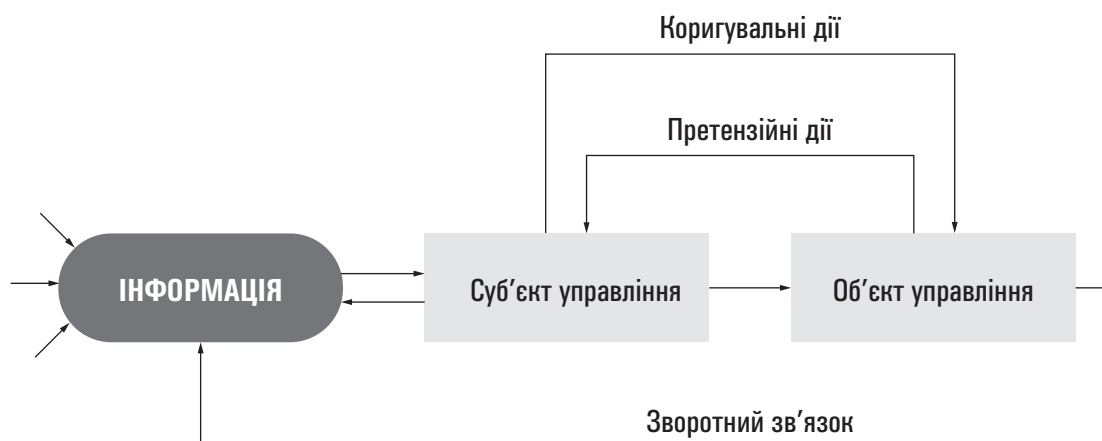 Коригувальні дії
Претензійні дії
ІНФОРМАЦІЯ
Суб’єкт управління
Об’єкт управління
Зворотний зв’язок